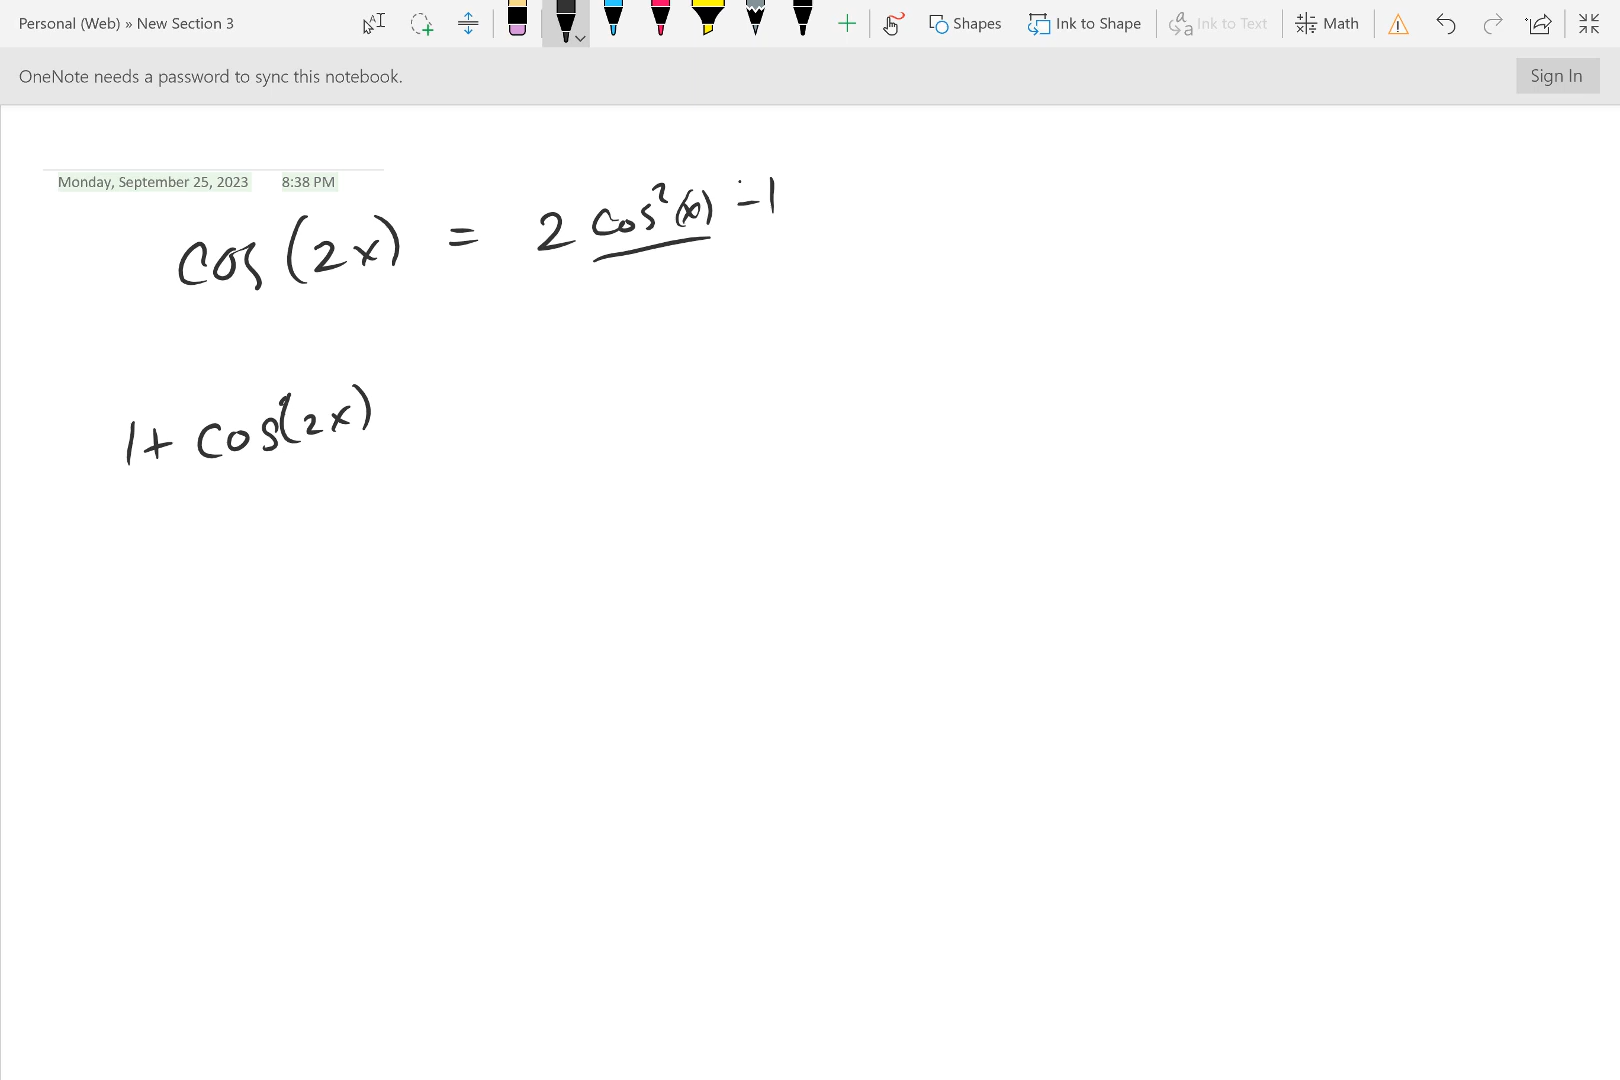 Personal (Web) » New Section 3
Shapes
Ink to Shape
Ink to Text
Math
OneNote needs a password to sync this notebook.
Sign In
Monday, September 25, 2023 8:38 PM
cos (2x) = 2 cos²(x) -1
1+ cos(2x)